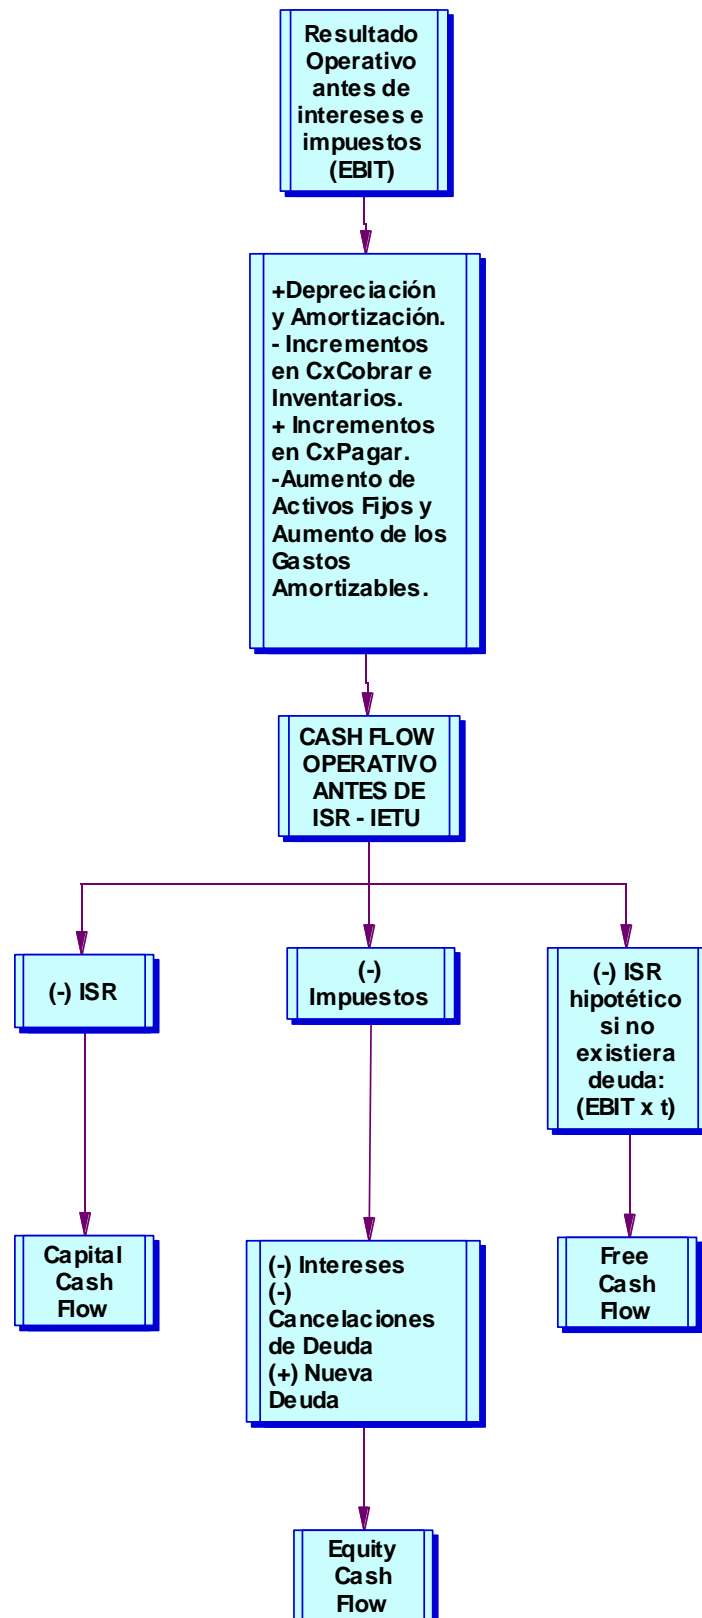 Resultado
Operativo
antes de
intereses e
impuestos
(EBIT)
+Depreciación
y Amortización.
- Incrementos
en CxCobrar e
Inventarios.
+ Incrementos
en CxPagar.
-Aumento de
Activos Fijos y
Aumento de los
Gastos
Amortizables.
CASH FLOW
OPERATIVO
ANTES DE
ISR - IETU
(-) ISR
(-)
Impuestos
(-) ISR
hipotético
si no
existiera
deuda:
(EBIT x t)
Capital
Cash
Flow
(-) Intereses
(-)
Cancelaciones
de Deuda
(+) Nueva
Deuda
Free
Cash
Flow
Equity
Cash
Flow